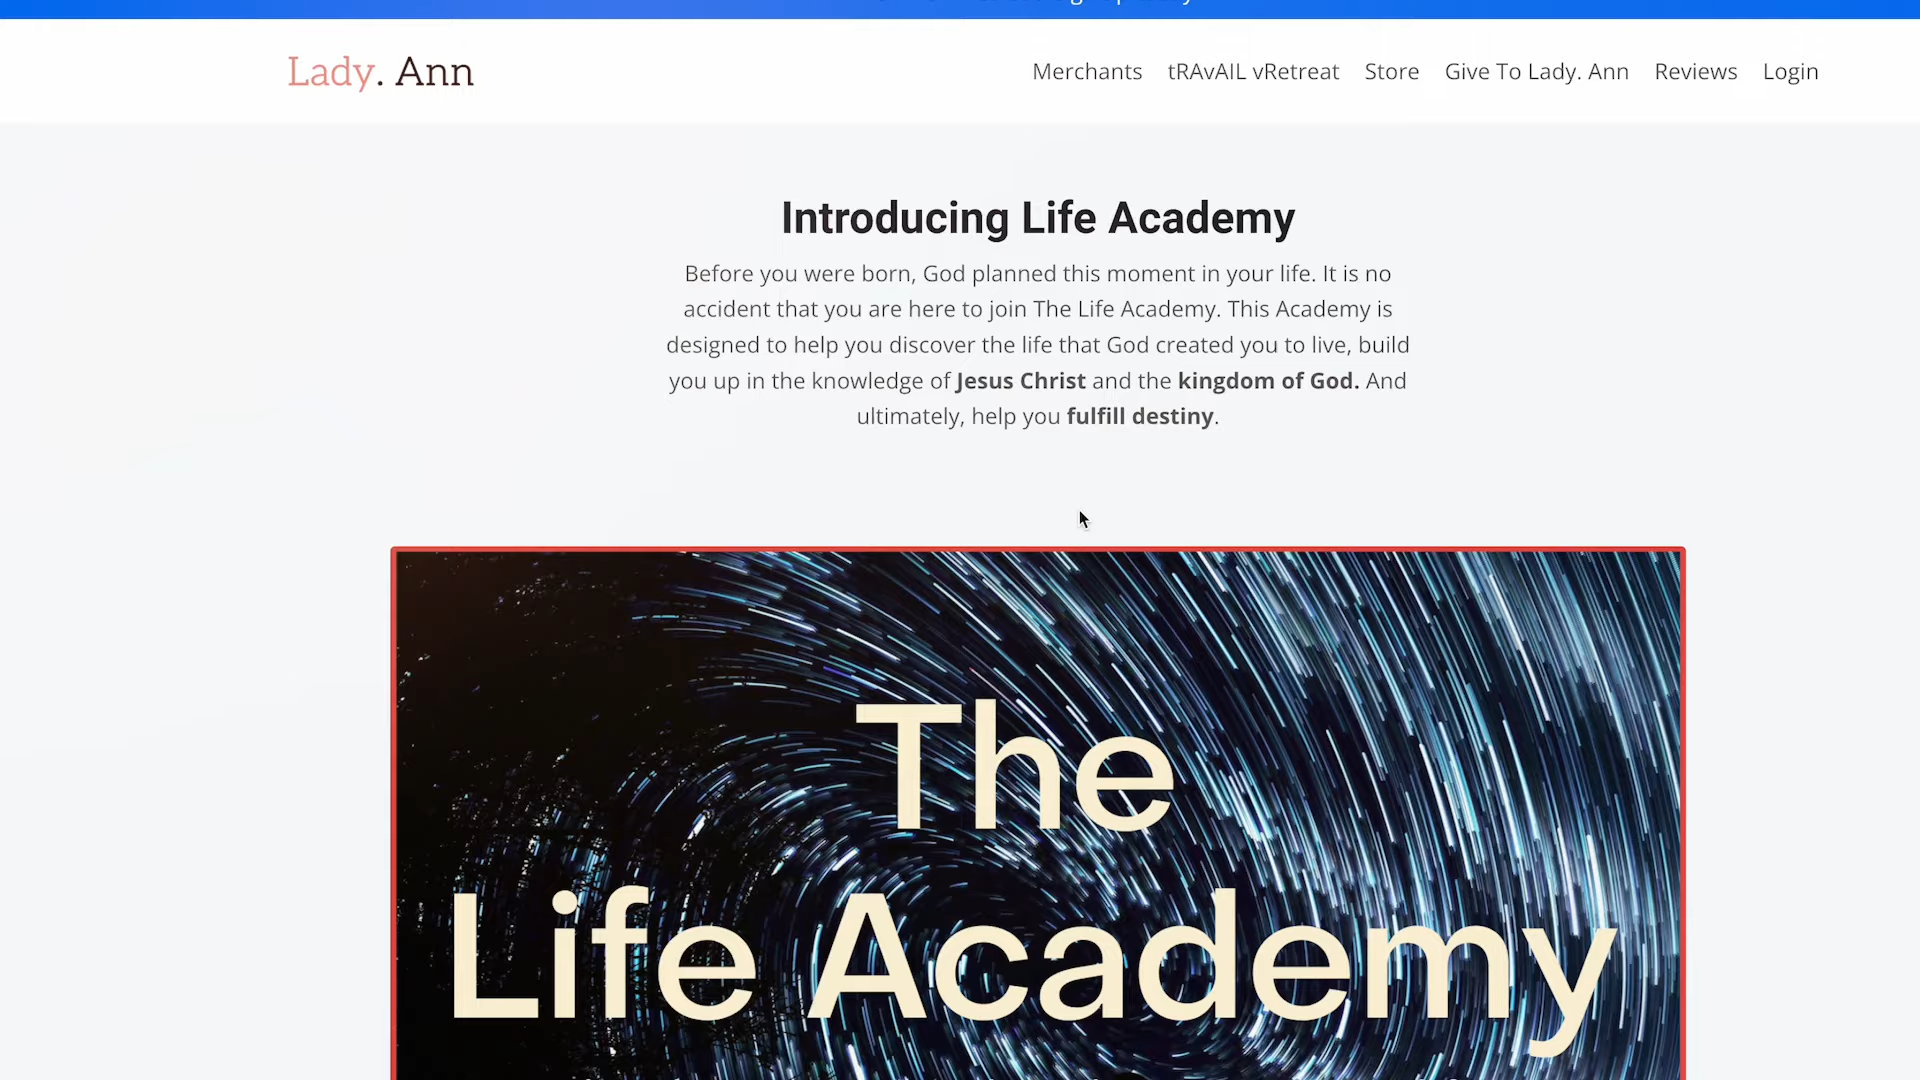 Lady. Ann
Merchants tRAvAIL vRetreat Store Give To Lady. Ann Reviews Login
Introducing Life Academy
Before you were born, God planned this moment in your life. It is no
accident that you are here to join The Life Academy. This Academy is
designed to help you discover the life that God created you to live, build
you up in the knowledge of Jesus Christ and the kingdom of God. And
ultimately, help you fulfill destiny.
The
Life Academy